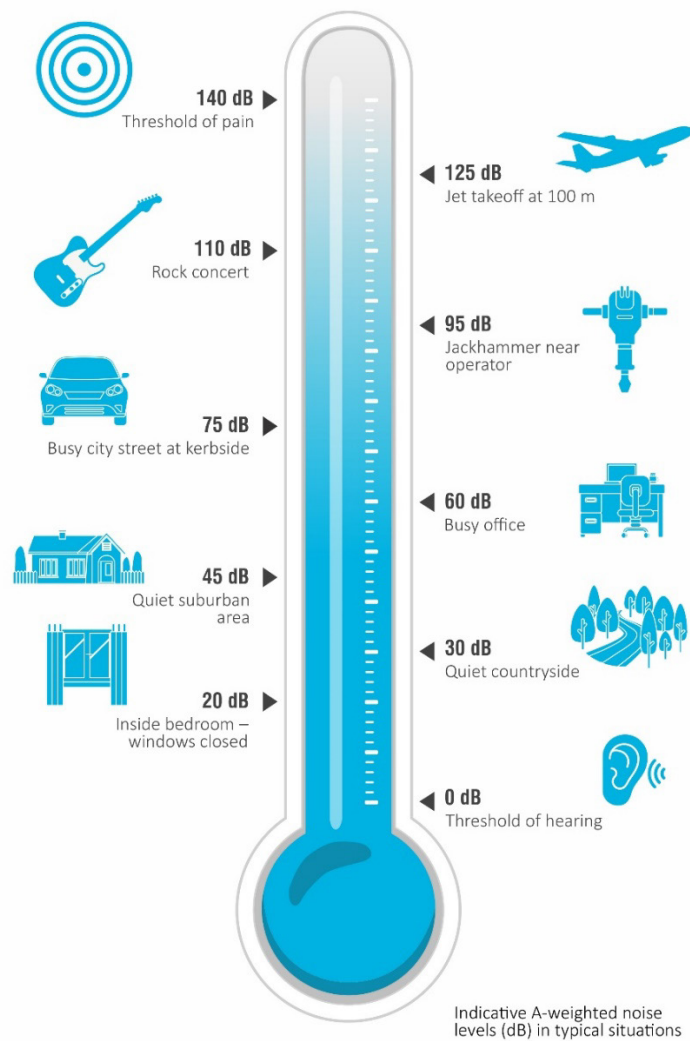 140 dB
Threshold of pain
125 dB
Jet takeoff at 100 m
110 dB
Rock concert
95 dB
Jackhammer near
operator
75 dB
Busy city street at kerbside
60 dB
Busy office
45 dB
Quiet suburban
area
30 dB
Quiet countryside
20 dB
Inside bedroom –
windows closed
0 dB
Threshold of hearing
Indicative A-weighted noise
levels (dB) in typical situations